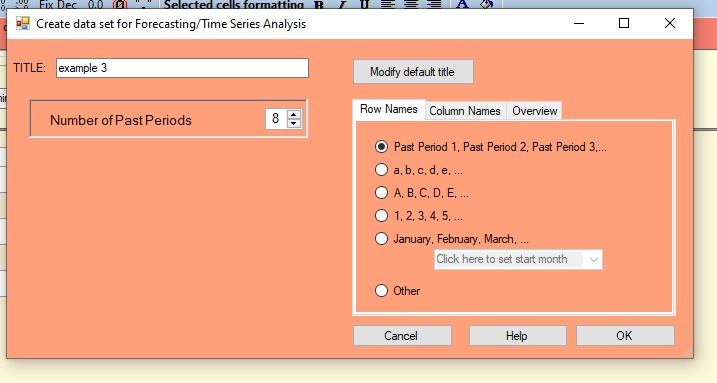 Fix Dec 0.0 Selected cells formatting B I U A
Create data set for Forecasting/Time Series Analysis
TITLE: example 3
Modify default title
Number of Past Periods 8
Row Names Column Names Overview
Past Period 1, Past Period 2, Past Period 3,...
a, b, c, d, e, ...
A, B, C, D, E, ...
1, 2, 3, 4, 5, ...
January, February, March, ...
Click here to set start month
Other
Cancel Help OK